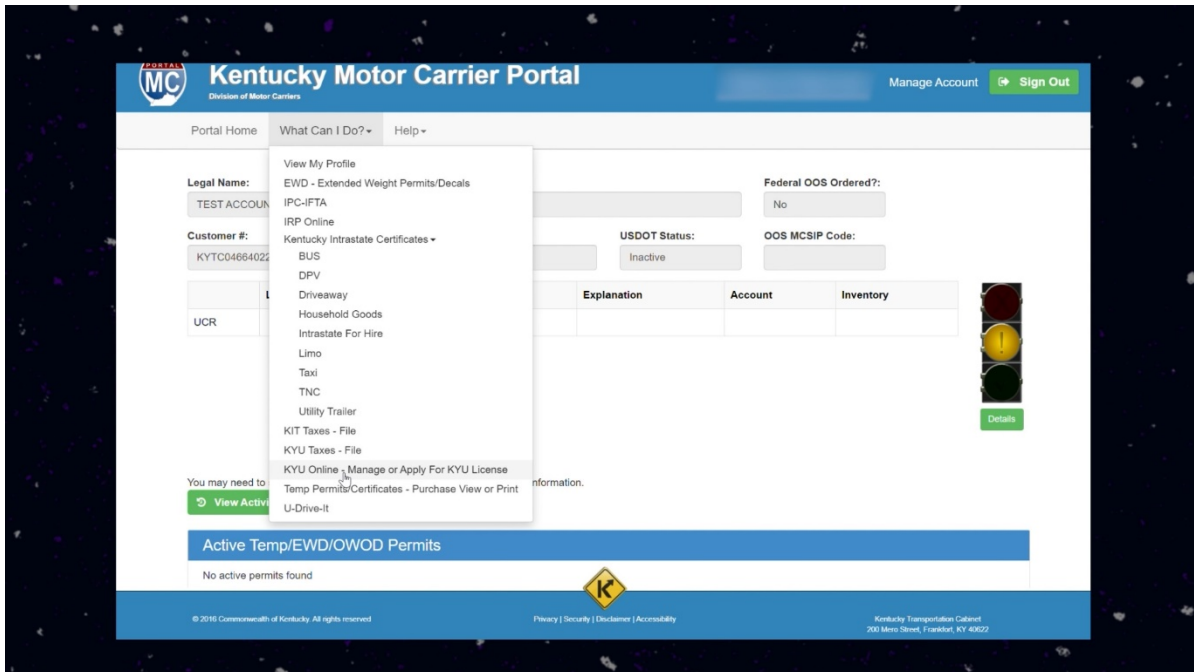 PORTAL
MC
Kentucky Motor Carrier Portal
Division of Motor Carriers
Manage Account
Sign Out
Portal Home
What Can I Do?
Help
View My Profile
EWD - Extended Weight Permits/Decals
IPC-IFTA
IRP Online
Kentucky Intrastate Certificates
BUS
DPV
Driveaway
Household Goods
Intrastate For Hire
Limo
Taxi
TNC
Utility Trailer
KIT Taxes - File
KYU Taxes - File
KYU Online - Manage or Apply For KYU License
Temp Permits/Certificates - Purchase View or Print
U-Drive-It
Legal Name:
TEST ACCOUN
Federal OOS Ordered?:
No
Customer #:
KYTC04664022
USDOT Status:
Inactive
OOS MCSIP Code:
Explanation
Account
Inventory
UCR
!
Details
You may need to
nformation.
View Activi
Active Temp/EWD/OWOD Permits
No active permits found
K
© 2016 Commonwealth of Kentucky. All rights reserved
Privacy | Security | Disclaimer | Accessibility
Kentucky Transportation Cabinet
200 Mero Street, Frankfort, KY 40622